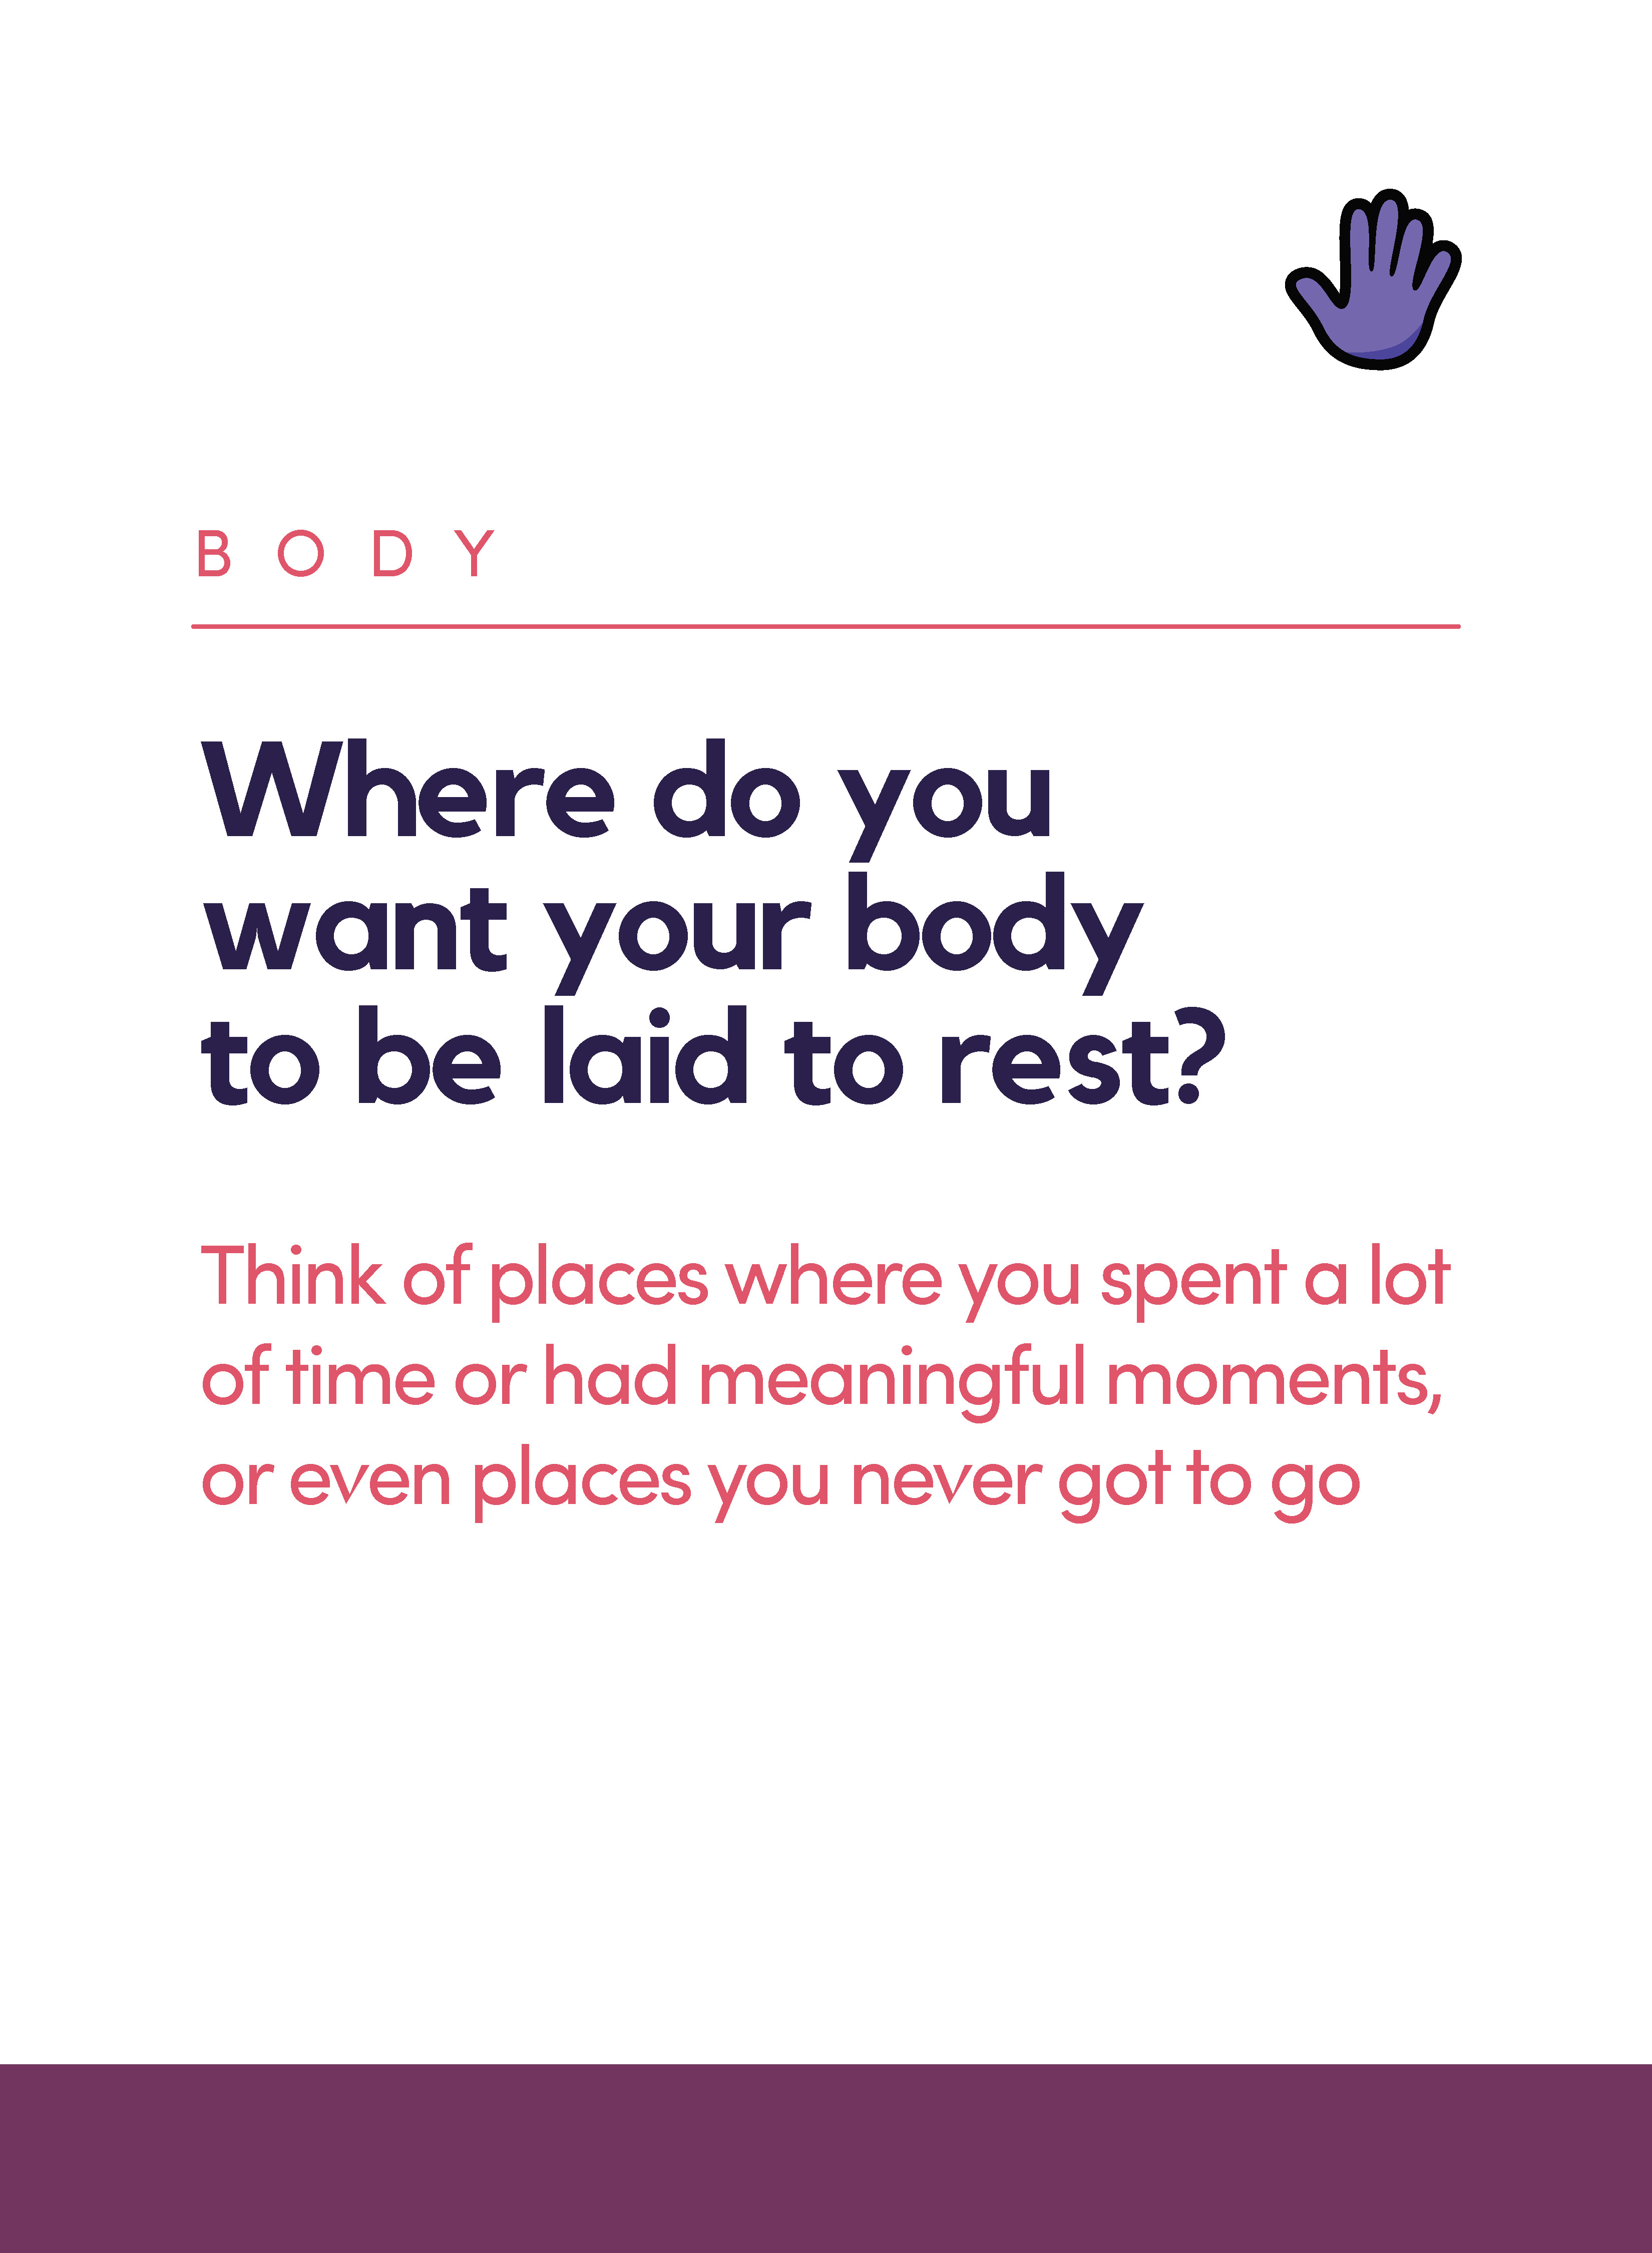 BODY
Where do you
want your body
to be laid to rest?
Think of places where you spent a lot
of time or had meaningful moments,
or even places you never got to go